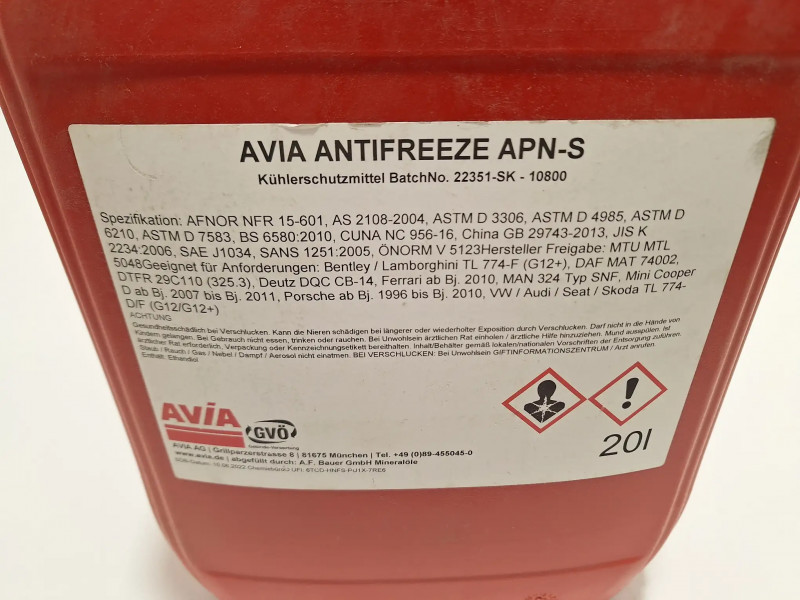 AVIA ANTIFREEZE APN-S
Kühlerschutzmittel BatchNo. 22351-SK - 10800
Spezifikation: AFNOR NFR 15-601, AS 2108-2004, ASTM D 3306, ASTM D 4985, ASTM D
6210, ASTM D 7583, BS 6580:2010, CUNA NC 956-16, China GB 29743-2013, JIS K
2234:2006, SAE J1034, SANS 1251:2005, ÖNORM V 5123Hersteller Freigabe: MTU MTL
5048Geeignet für Anforderungen: Bentley / Lamborghini TL 774-F (G12+), DAF MAT 74002,
DTFR 29C110 (325.3), Deutz DQC CB-14, Ferrari ab Bj. 2010, MAN 324 Typ SNF, Mini Cooper
D ab Bj. 2007 bis Bj. 2011, Porsche ab Bj. 1996 bis Bj. 2010, VW / Audi / Seat / Skoda TL 774-
D/F (G12/G12+)
ACHTUNG
Gesundheitsschädlich bei Verschlucken. Kann die Nieren schädigen bei längerer oder wiederholter Exposition durch Verschlucken. Darf nicht in die Hände von
Kindern gelangen. Bei Gebrauch nicht essen, trinken oder rauchen. Bei Unwohlsein ärztlichen Rat einholen / ärztliche Hilfe hinzuziehen. Mund ausspülen. Ist
ärztlicher Rat erforderlich, Verpackung oder Kennzeichnungsetikett bereithalten. Inhalt/Behälter gemäß lokalen/nationalen Vorschriften der Entsorgung zuführen.
Staub / Rauch / Gas / Nebel / Dampf / Aerosol nicht einatmen. BEI VERSCHLUCKEN: Bei Unwohlsein GIFTINFORMATIONSZENTRUM / Arzt anrufen.
Enthält: Ethandiol
AVIA
GVÖ
Gebinde-Verwertung
20l
AVIA AG | Grillparzerstrasse 8 | 81675 München | Tel. +49 (0)89-455045-0
www.avia.de | abgefüllt durch: A.F. Bauer GmbH Mineralöle
UFI: 6TCD-HNFS-PU1X-7RE6